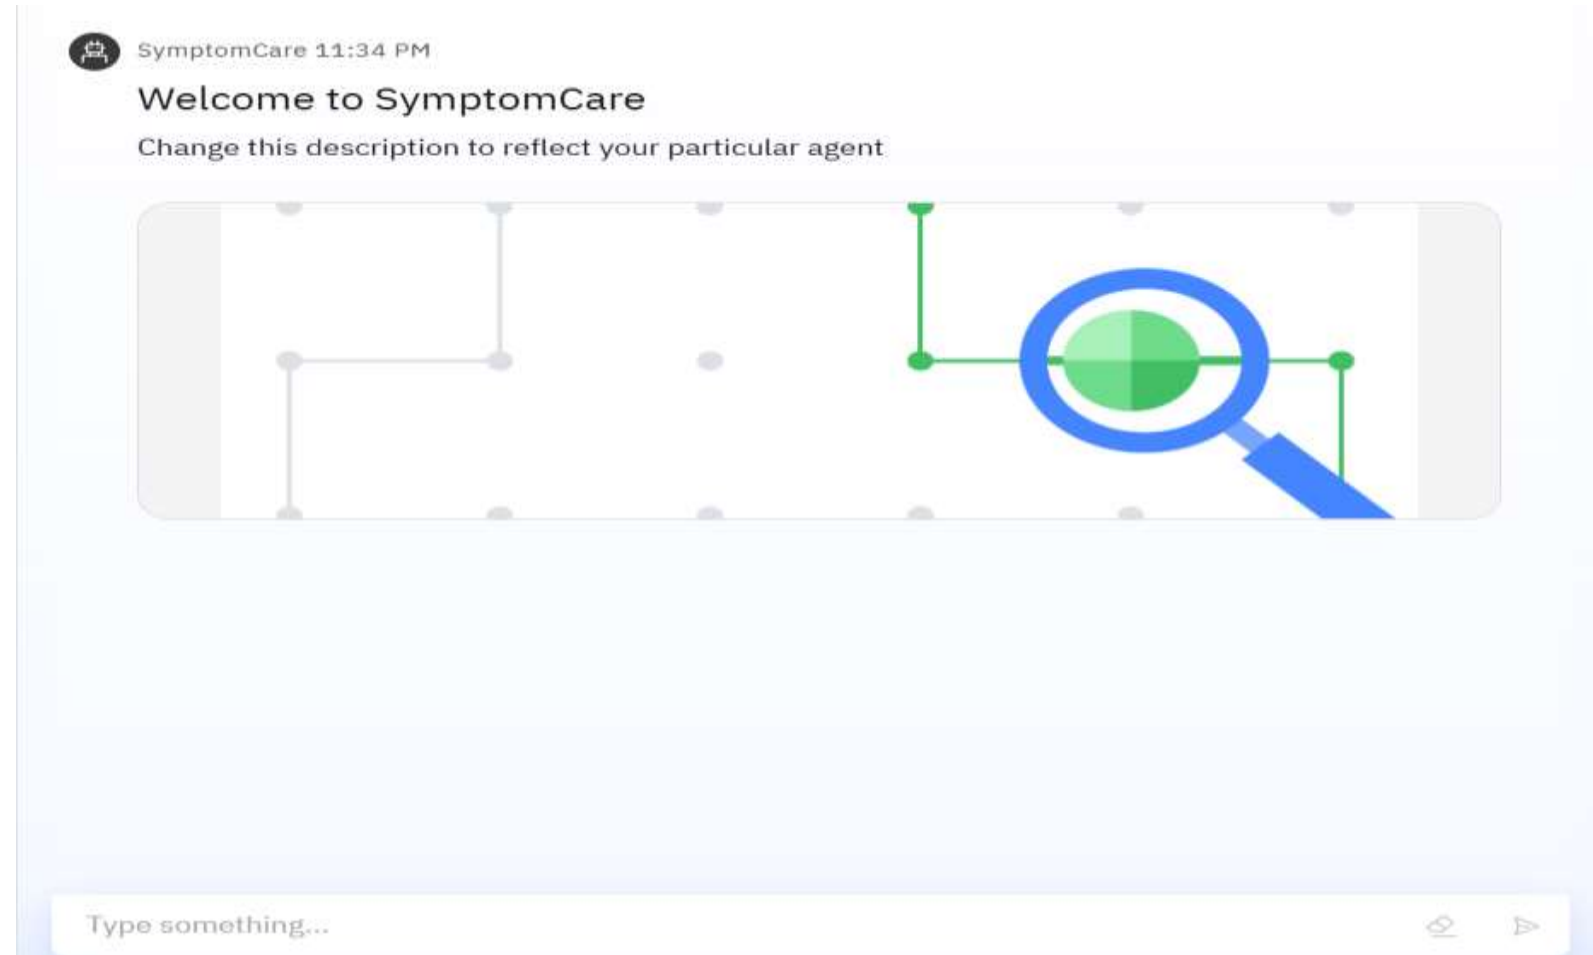 SymptomCare 11:34 PM
Welcome to SymptomCare
Change this description to reflect your particular agent
Type something...